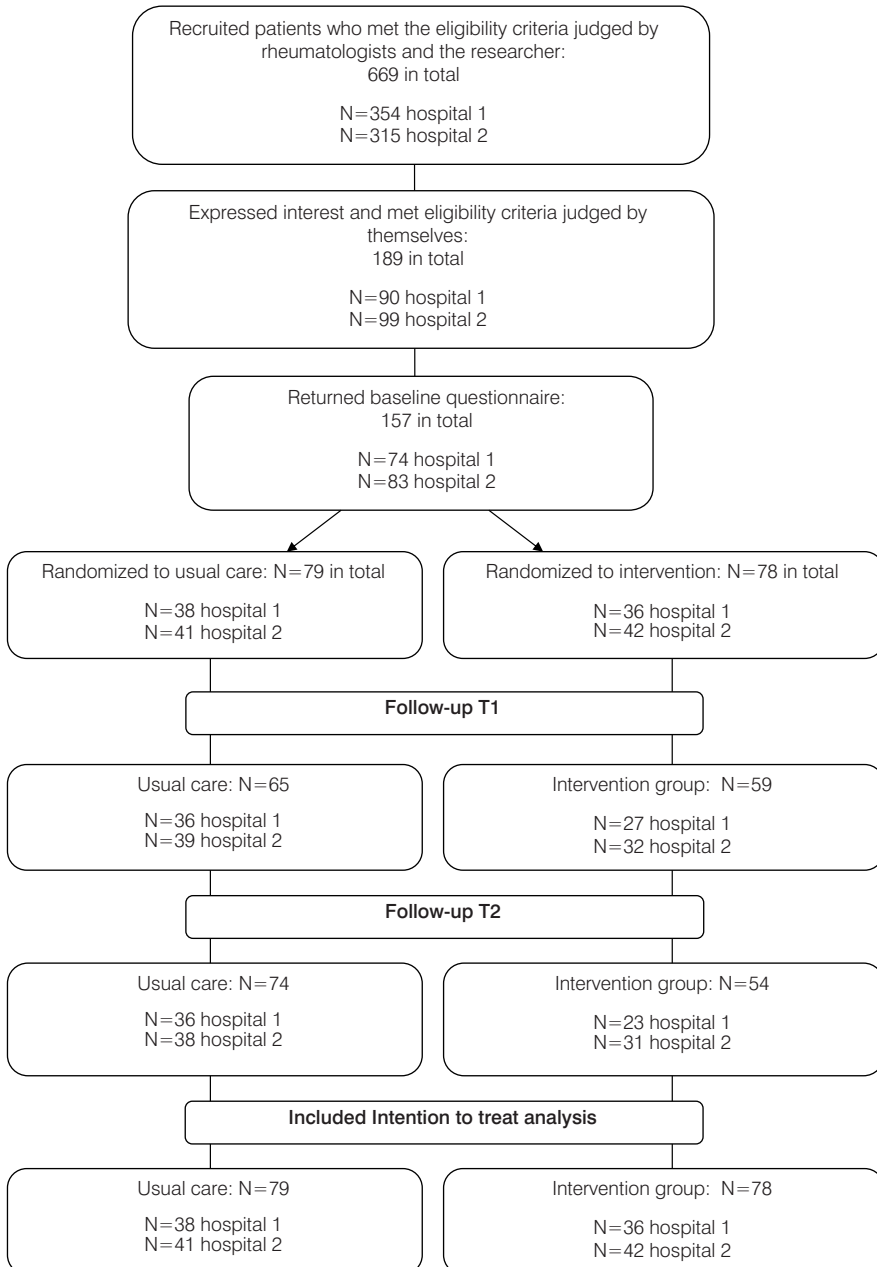 Recruited patients who met the eligibility criteria judged by
rheumatologists and the researcher:
669 in total
N=354 hospital 1
N=315 hospital 2
Expressed interest and met eligibility criteria judged by
themselves:
189 in total
N=90 hospital 1
N=99 hospital 2
Returned baseline questionnaire:
157 in total
N=74 hospital 1
N=83 hospital 2
Randomized to usual care: N=79 in total
N=38 hospital 1
N=41 hospital 2
Randomized to intervention: N=78 in total
N=36 hospital 1
N=42 hospital 2
Follow-up T1
Usual care: N=65
N=36 hospital 1
N=39 hospital 2
Intervention group: N=59
N=27 hospital 1
N=32 hospital 2
Follow-up T2
Usual care: N=74
N=36 hospital 1
N=38 hospital 2
Intervention group: N=54
N=23 hospital 1
N=31 hospital 2
Included Intention to treat analysis
Usual care: N=79
N=38 hospital 1
N=41 hospital 2
Intervention group: N=78
N=36 hospital 1
N=42 hospital 2